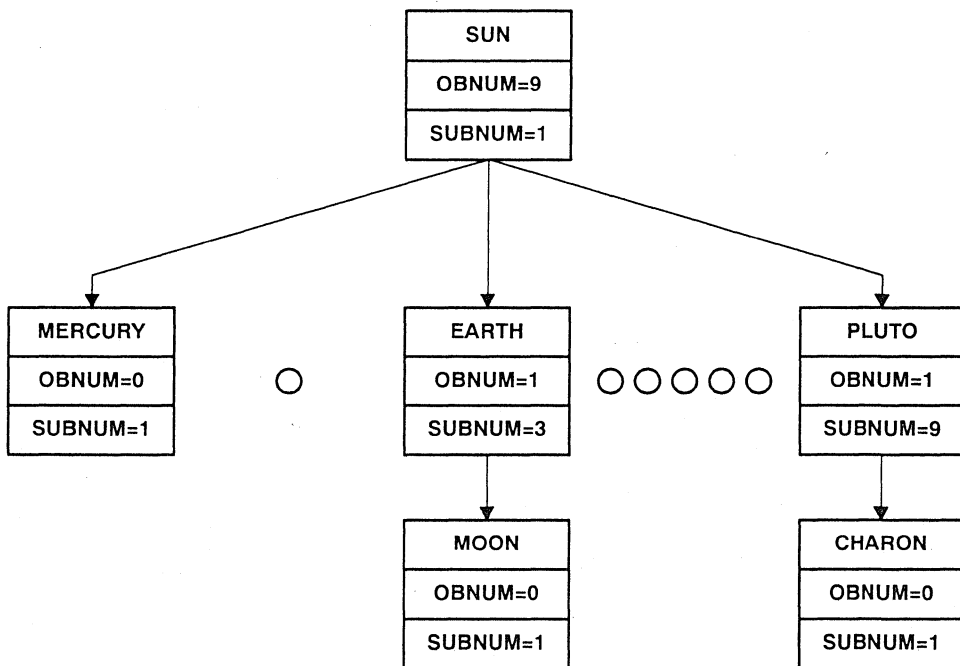 SUN
OBNUM=9
SUBNUM=1
MERCURY
OBNUM=0
SUBNUM=1
EARTH
OBNUM=1
SUBNUM=3
PLUTO
OBNUM=1
SUBNUM=9
MOON
OBNUM=0
SUBNUM=1
CHARON
OBNUM=0
SUBNUM=1